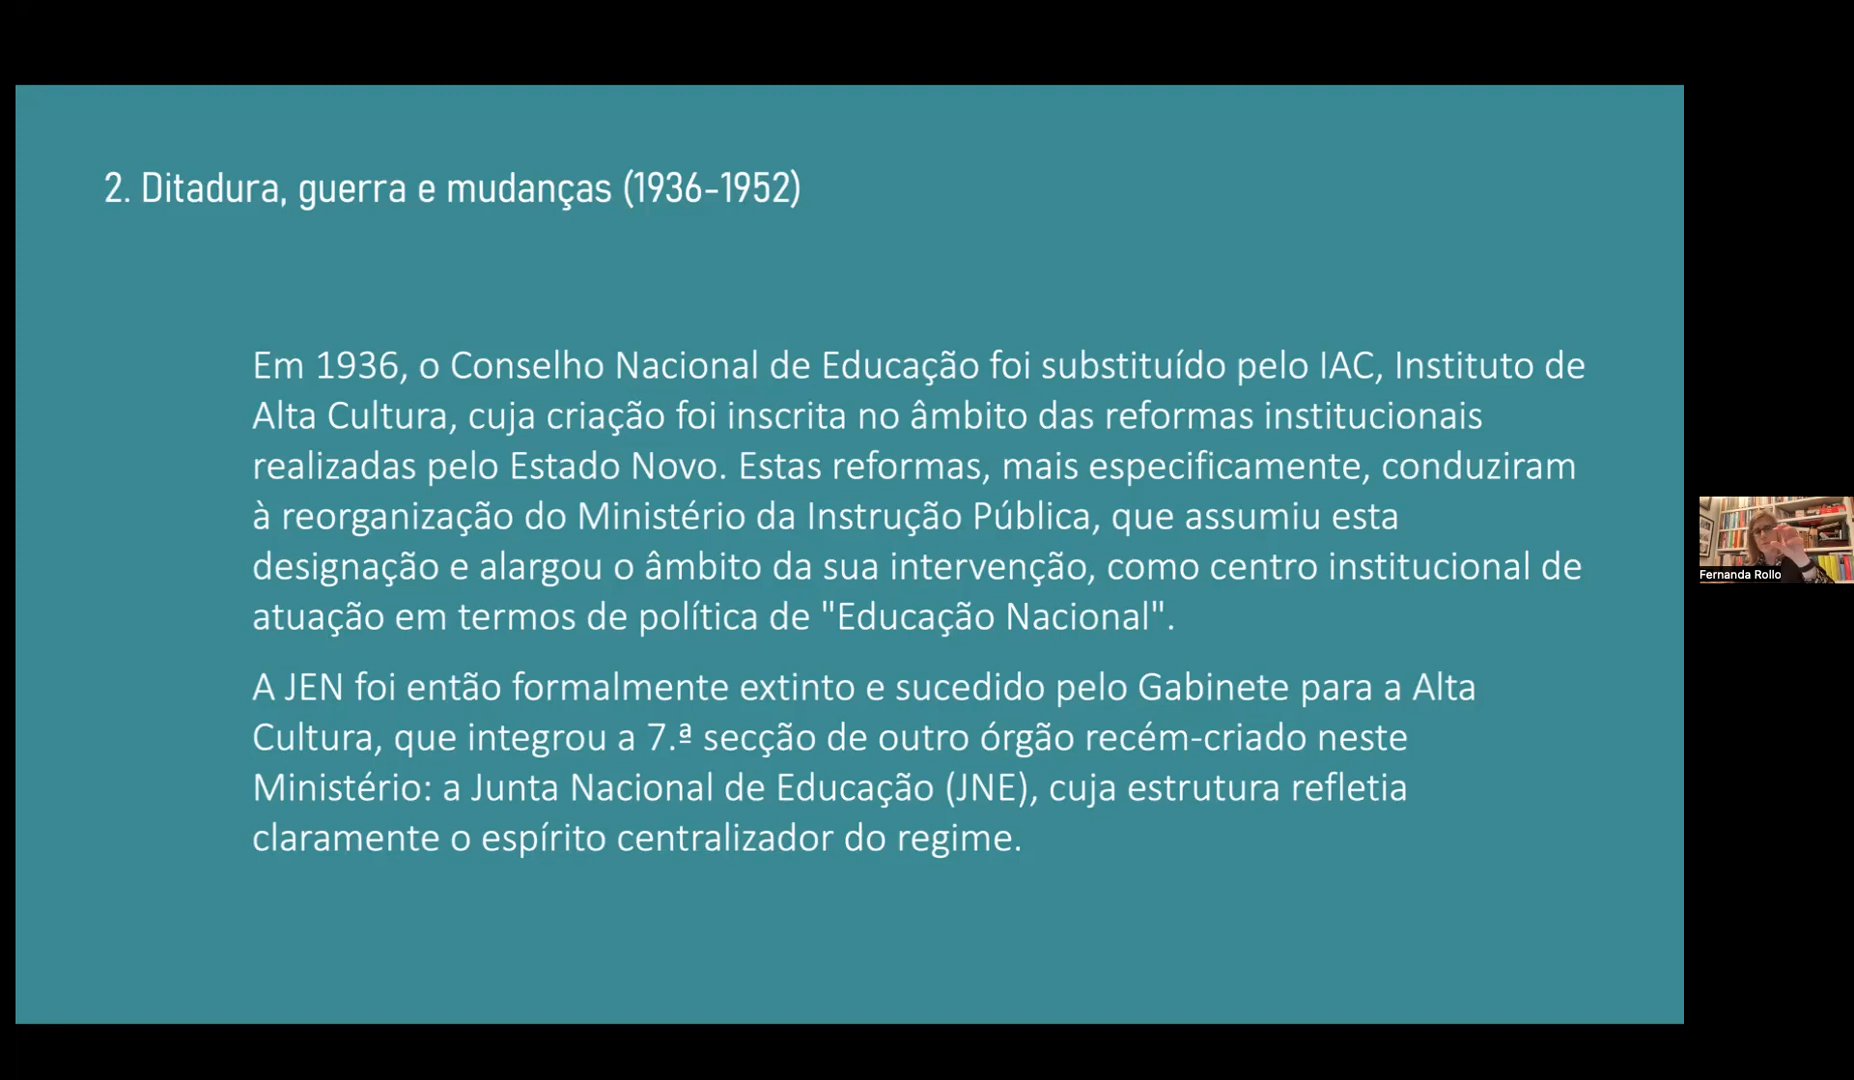 2. Ditadura, guerra e mudanças (1936-1952)
Em 1936, o Conselho Nacional de Educação foi substituído pelo IAC, Instituto de
Alta Cultura, cuja criação foi inscrita no âmbito das reformas institucionais
realizadas pelo Estado Novo. Estas reformas, mais especificamente, conduziram
à reorganização do Ministério da Instrução Pública, que assumiu esta
designação e alargou o âmbito da sua intervenção, como centro institucional de
atuação em termos de política de "Educação Nacional".
A JEN foi então formalmente extinto e sucedido pelo Gabinete para a Alta
Cultura, que integrou a 7.ª secção de outro órgão recém-criado neste
Ministério: a Junta Nacional de Educação (JNE), cuja estrutura refletia
claramente o espírito centralizador do regime.
Fernanda Rollo